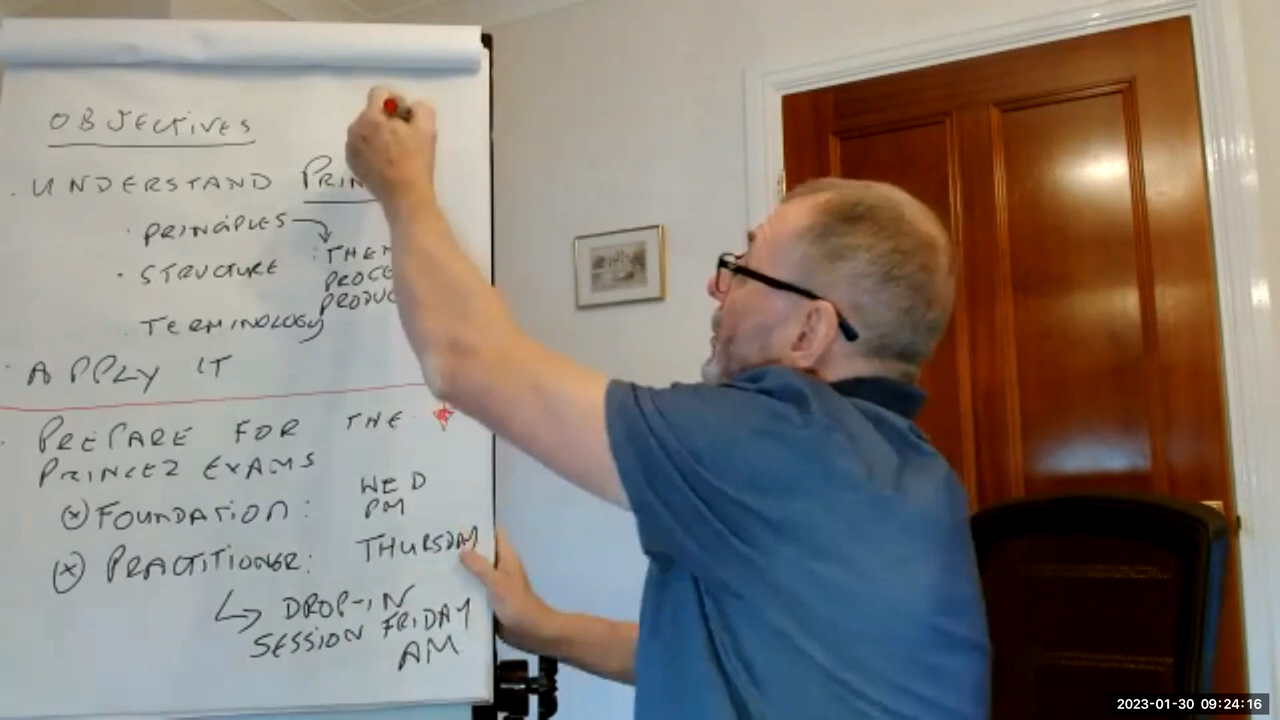 OBJECTIVES
. UNDERSTAND PRIN
. PRINCIPLES
. STRUCTURE : THEM
PROCE
PRODUC
. TERMINOLOGY
. APPLY IT
. PREPARE FOR THE
PRINCE2 EXAMS
(x) FOUNDATION : WED
PM
(x) PRACTITIONER : THURSDAY
↳ DROP-IN
SESSION FRIDAY
AM
2023-01-30 09:24:16